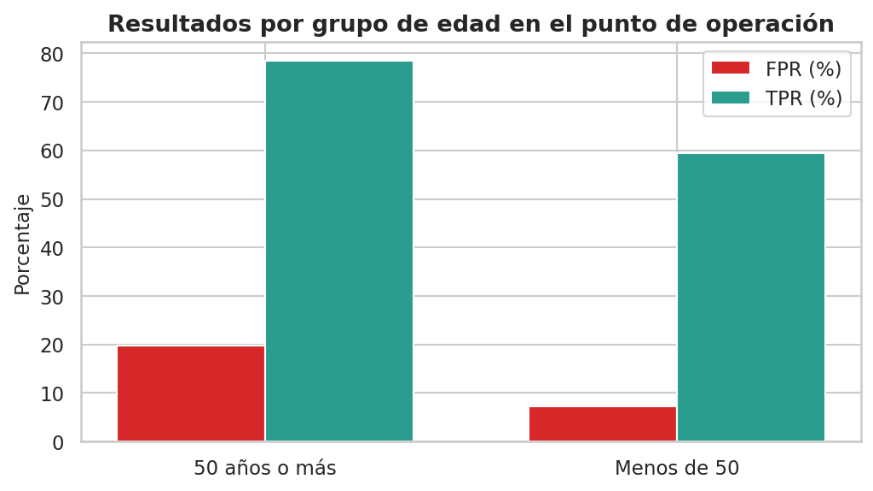 Resultados por grupo de edad en el punto de operación
FPR (%)
TPR (%)
Porcentaje
80
70
60
50
40
30
20
10
0
50 años o más
Menos de 50